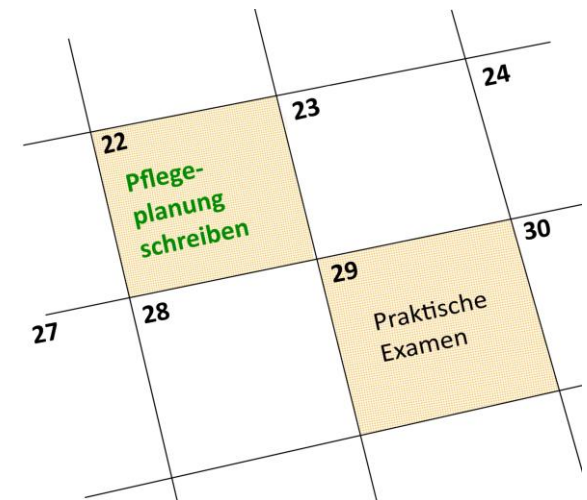 22
Pflege-
planung
schreiben
23
24
27
28
29
Praktische
Examen
30